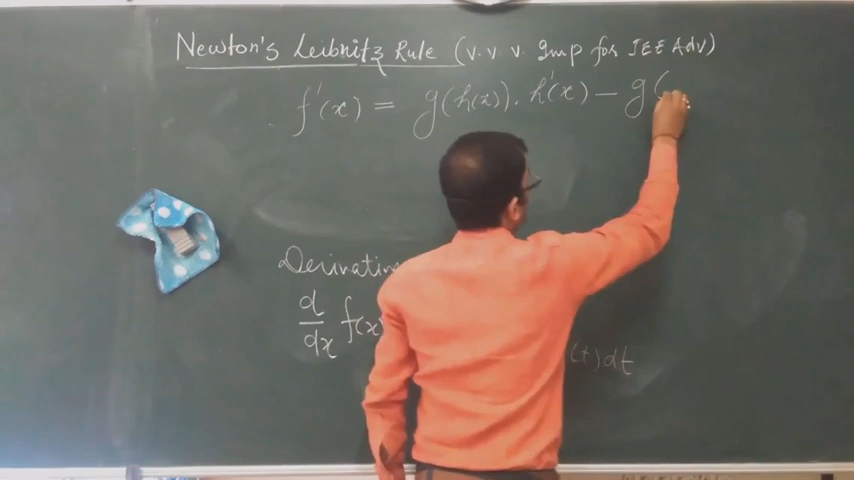 Newton's Leibnitz Rule (V. V V. Imp for JEE Adv)
f'(x) = g(h(x)). h'(x) – g(
Derivativ
d/dx f(x)
(t) dt